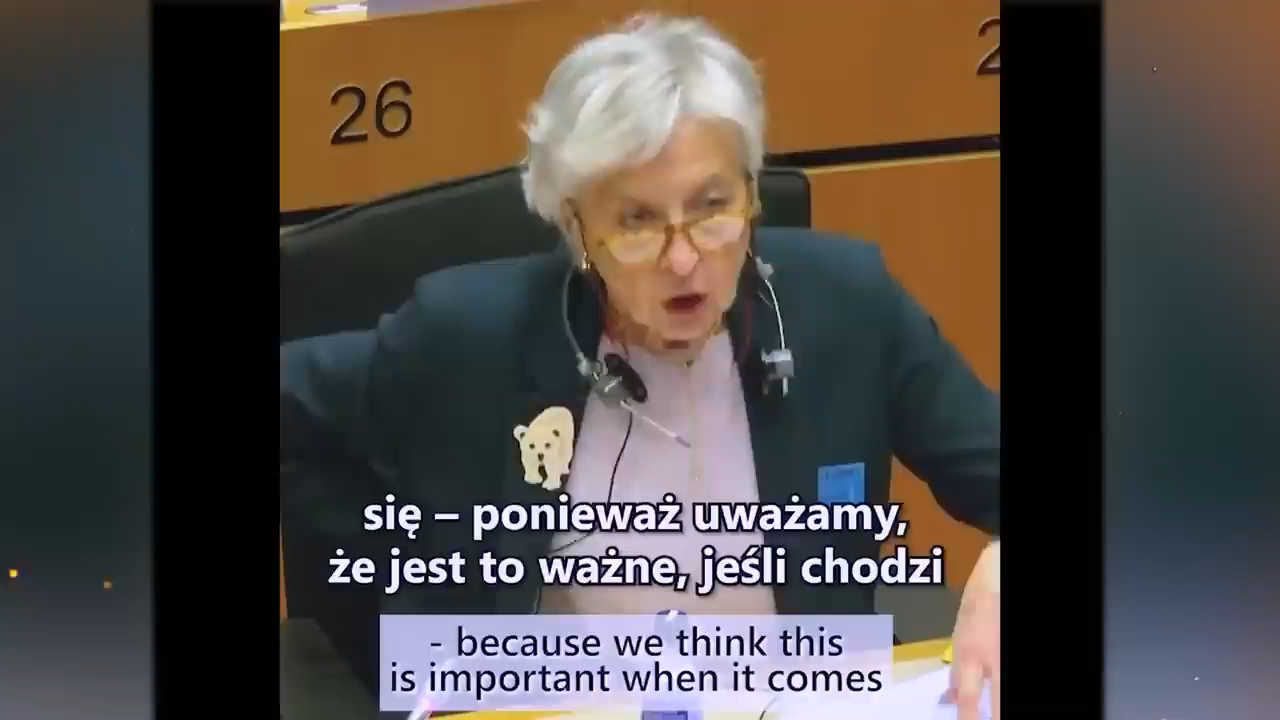 26
2
się – ponieważ uważamy,
że jest to ważne, jeśli chodzi
- because we think this
is important when it comes